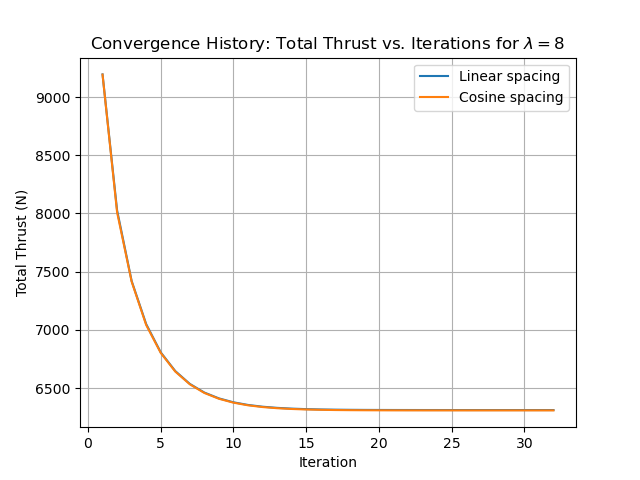 Convergence History: Total Thrust vs. Iterations for λ = 8
Linear spacing
Cosine spacing
9000
8500
8000
7500
7000
6500
Total Thrust (N)
0 5 10 15 20 25 30
Iteration